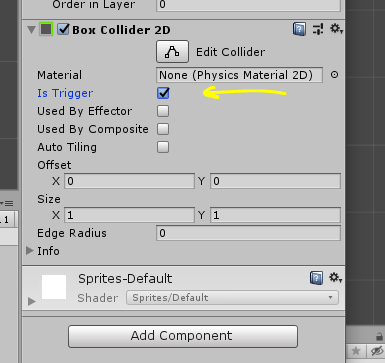 Order in Layer 0
Box Collider 2D
Edit Collider
Material None (Physics Material 2D)
Is Trigger
Used By Effector
Used By Composite
Auto Tiling
Offset
X 0 Y 0
Size
X 1 Y 1
Edge Radius 0
Info
Sprites-Default
Shader Sprites/Default
Add Component
1